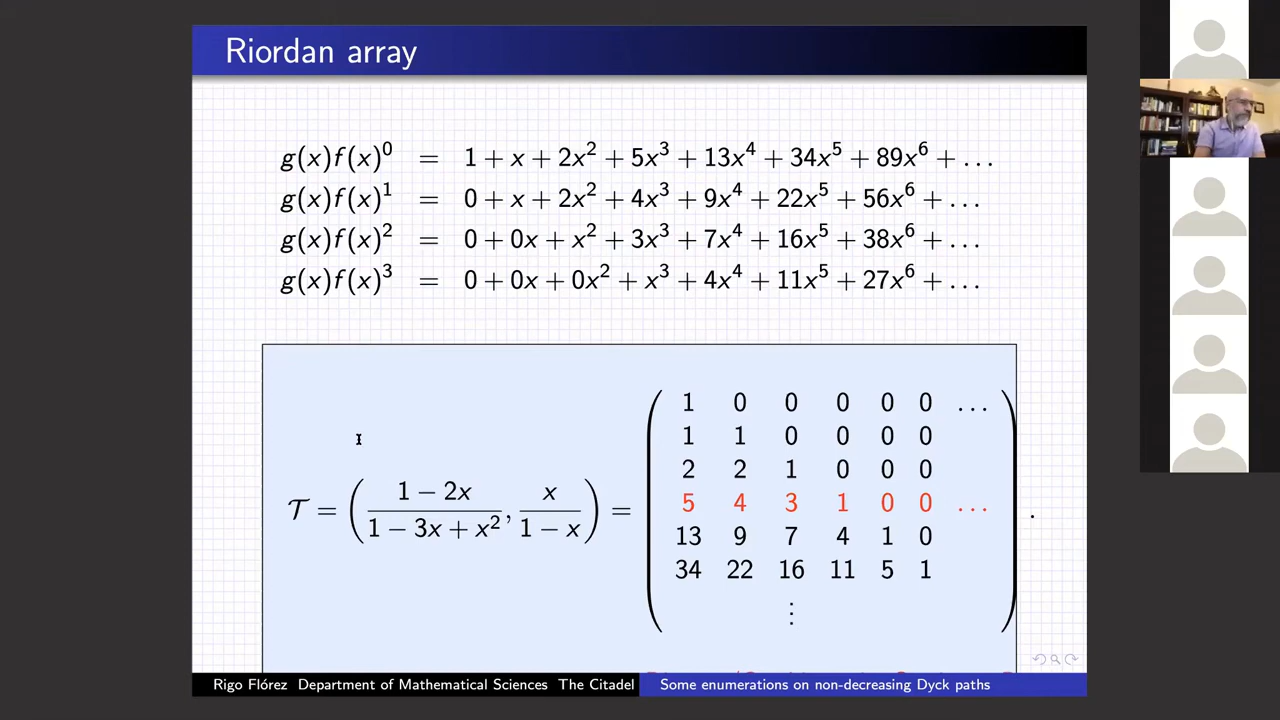 Riordan array
g(x)f(x)^0 = 1 + x + 2x^2 + 5x^3 + 13x^4 + 34x^5 + 89x^6 + ...
g(x)f(x)^1 = 0 + x + 2x^2 + 4x^3 + 9x^4 + 22x^5 + 56x^6 + ...
g(x)f(x)^2 = 0 + 0x + x^2 + 3x^3 + 7x^4 + 16x^5 + 38x^6 + ...
g(x)f(x)^3 = 0 + 0x + 0x^2 + x^3 + 4x^4 + 11x^5 + 27x^6 + ...
𝒯 = ( (1 − 2x)/(1 − 3x + x^2), x/(1 − x) ) =
1 0 0 0 0 0 ...
1 1 0 0 0 0
2 2 1 0 0 0
5 4 3 1 0 0 ...
13 9 7 4 1 0
34 22 16 11 5 1
⋮
.
Rigo Flórez Department of Mathematical Sciences The Citadel
Some enumerations on non-decreasing Dyck paths